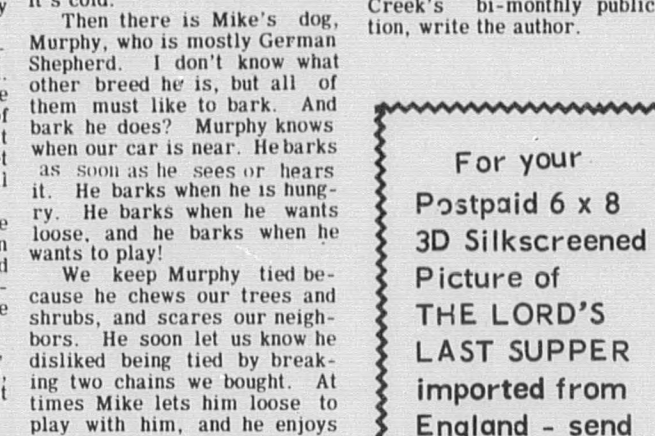 it's cold.
Then there is Mike's dog,
Murphy, who is mostly German
Shepherd. I don't know what
other breed he is, but all of
them must like to bark. And
bark he does? Murphy knows
when our car is near. He barks
as soon as he sees or hears
it. He barks when he is hung-
ry. He barks when he wants
loose, and he barks when he
wants to play!
We keep Murphy tied be-
cause he chews our trees and
shrubs, and scares our neigh-
bors. He soon let us know he
disliked being tied by break-
ing two chains we bought. At
times Mike lets him loose to
play with him, and he enjoys
Creek's bi-monthly public
tion, write the author.
For your
Postpaid 6 x 8
3D Silkscreened
Picture of
THE LORD'S
LAST SUPPER
imported from
England - send